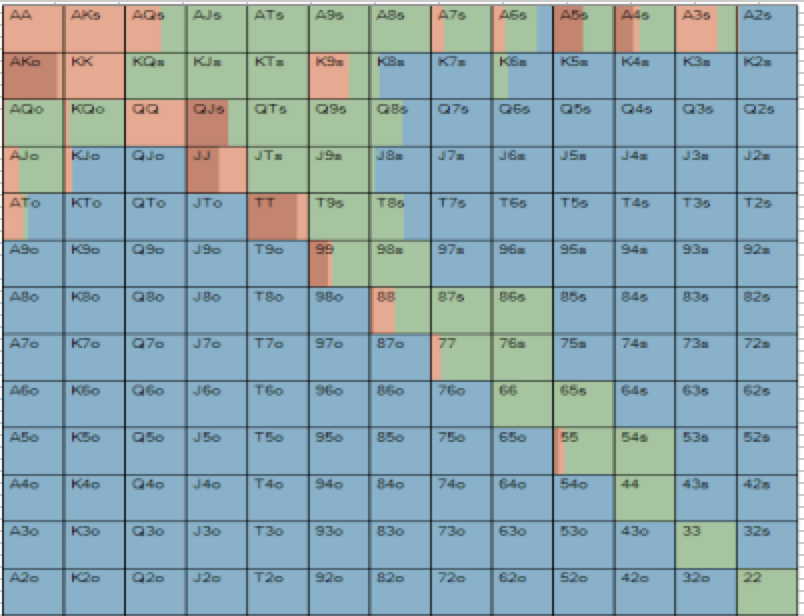 AA AKs AQs AJs ATs A9s A8s A7s A6s A5s A4s A3s A2s
AKo KK KQs KJs KTs K9s K8s K7s K6s K5s K4s K3s K2s
AQo KQo QQ QJs QTs Q9s Q8s Q7s Q6s Q5s Q4s Q3s Q2s
AJo KJo QJo JJ JTs J9s J8s J7s J6s J5s J4s J3s J2s
ATo KTo QTo JTo TT T9s T8s T7s T6s T5s T4s T3s T2s
A9o K9o Q9o J9o T9o 99 98s 97s 96s 95s 94s 93s 92s
A8o K8o Q8o J8o T8o 98o 88 87s 86s 85s 84s 83s 82s
A7o K7o Q7o J7o T7o 97o 87o 77 76s 75s 74s 73s 72s
A6o K6o Q6o J6o T6o 96o 86o 76o 66 65s 64s 63s 62s
A5o K5o Q5o J5o T5o 95o 85o 75o 65o 55 54s 53s 52s
A4o K4o Q4o J4o T4o 94o 84o 74o 64o 54o 44 43s 42s
A3o K3o Q3o J3o T3o 93o 83o 73o 63o 53o 43o 33 32s
A2o K2o Q2o J2o T2o 92o 82o 72o 62o 52o 42o 32o 22